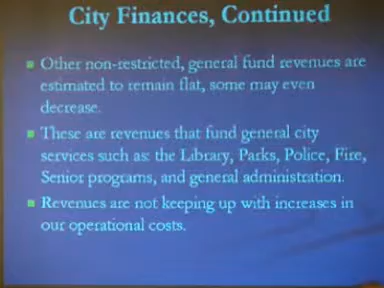 City Finances, Continued
Other non-restricted, general fund revenues are
estimated to remain flat, some may even
decrease.
These are revenues that fund general city
services such as: the Library, Parks, Police, Fire,
Senior programs, and general administration.
Revenues are not keeping up with increases in
our operational costs.